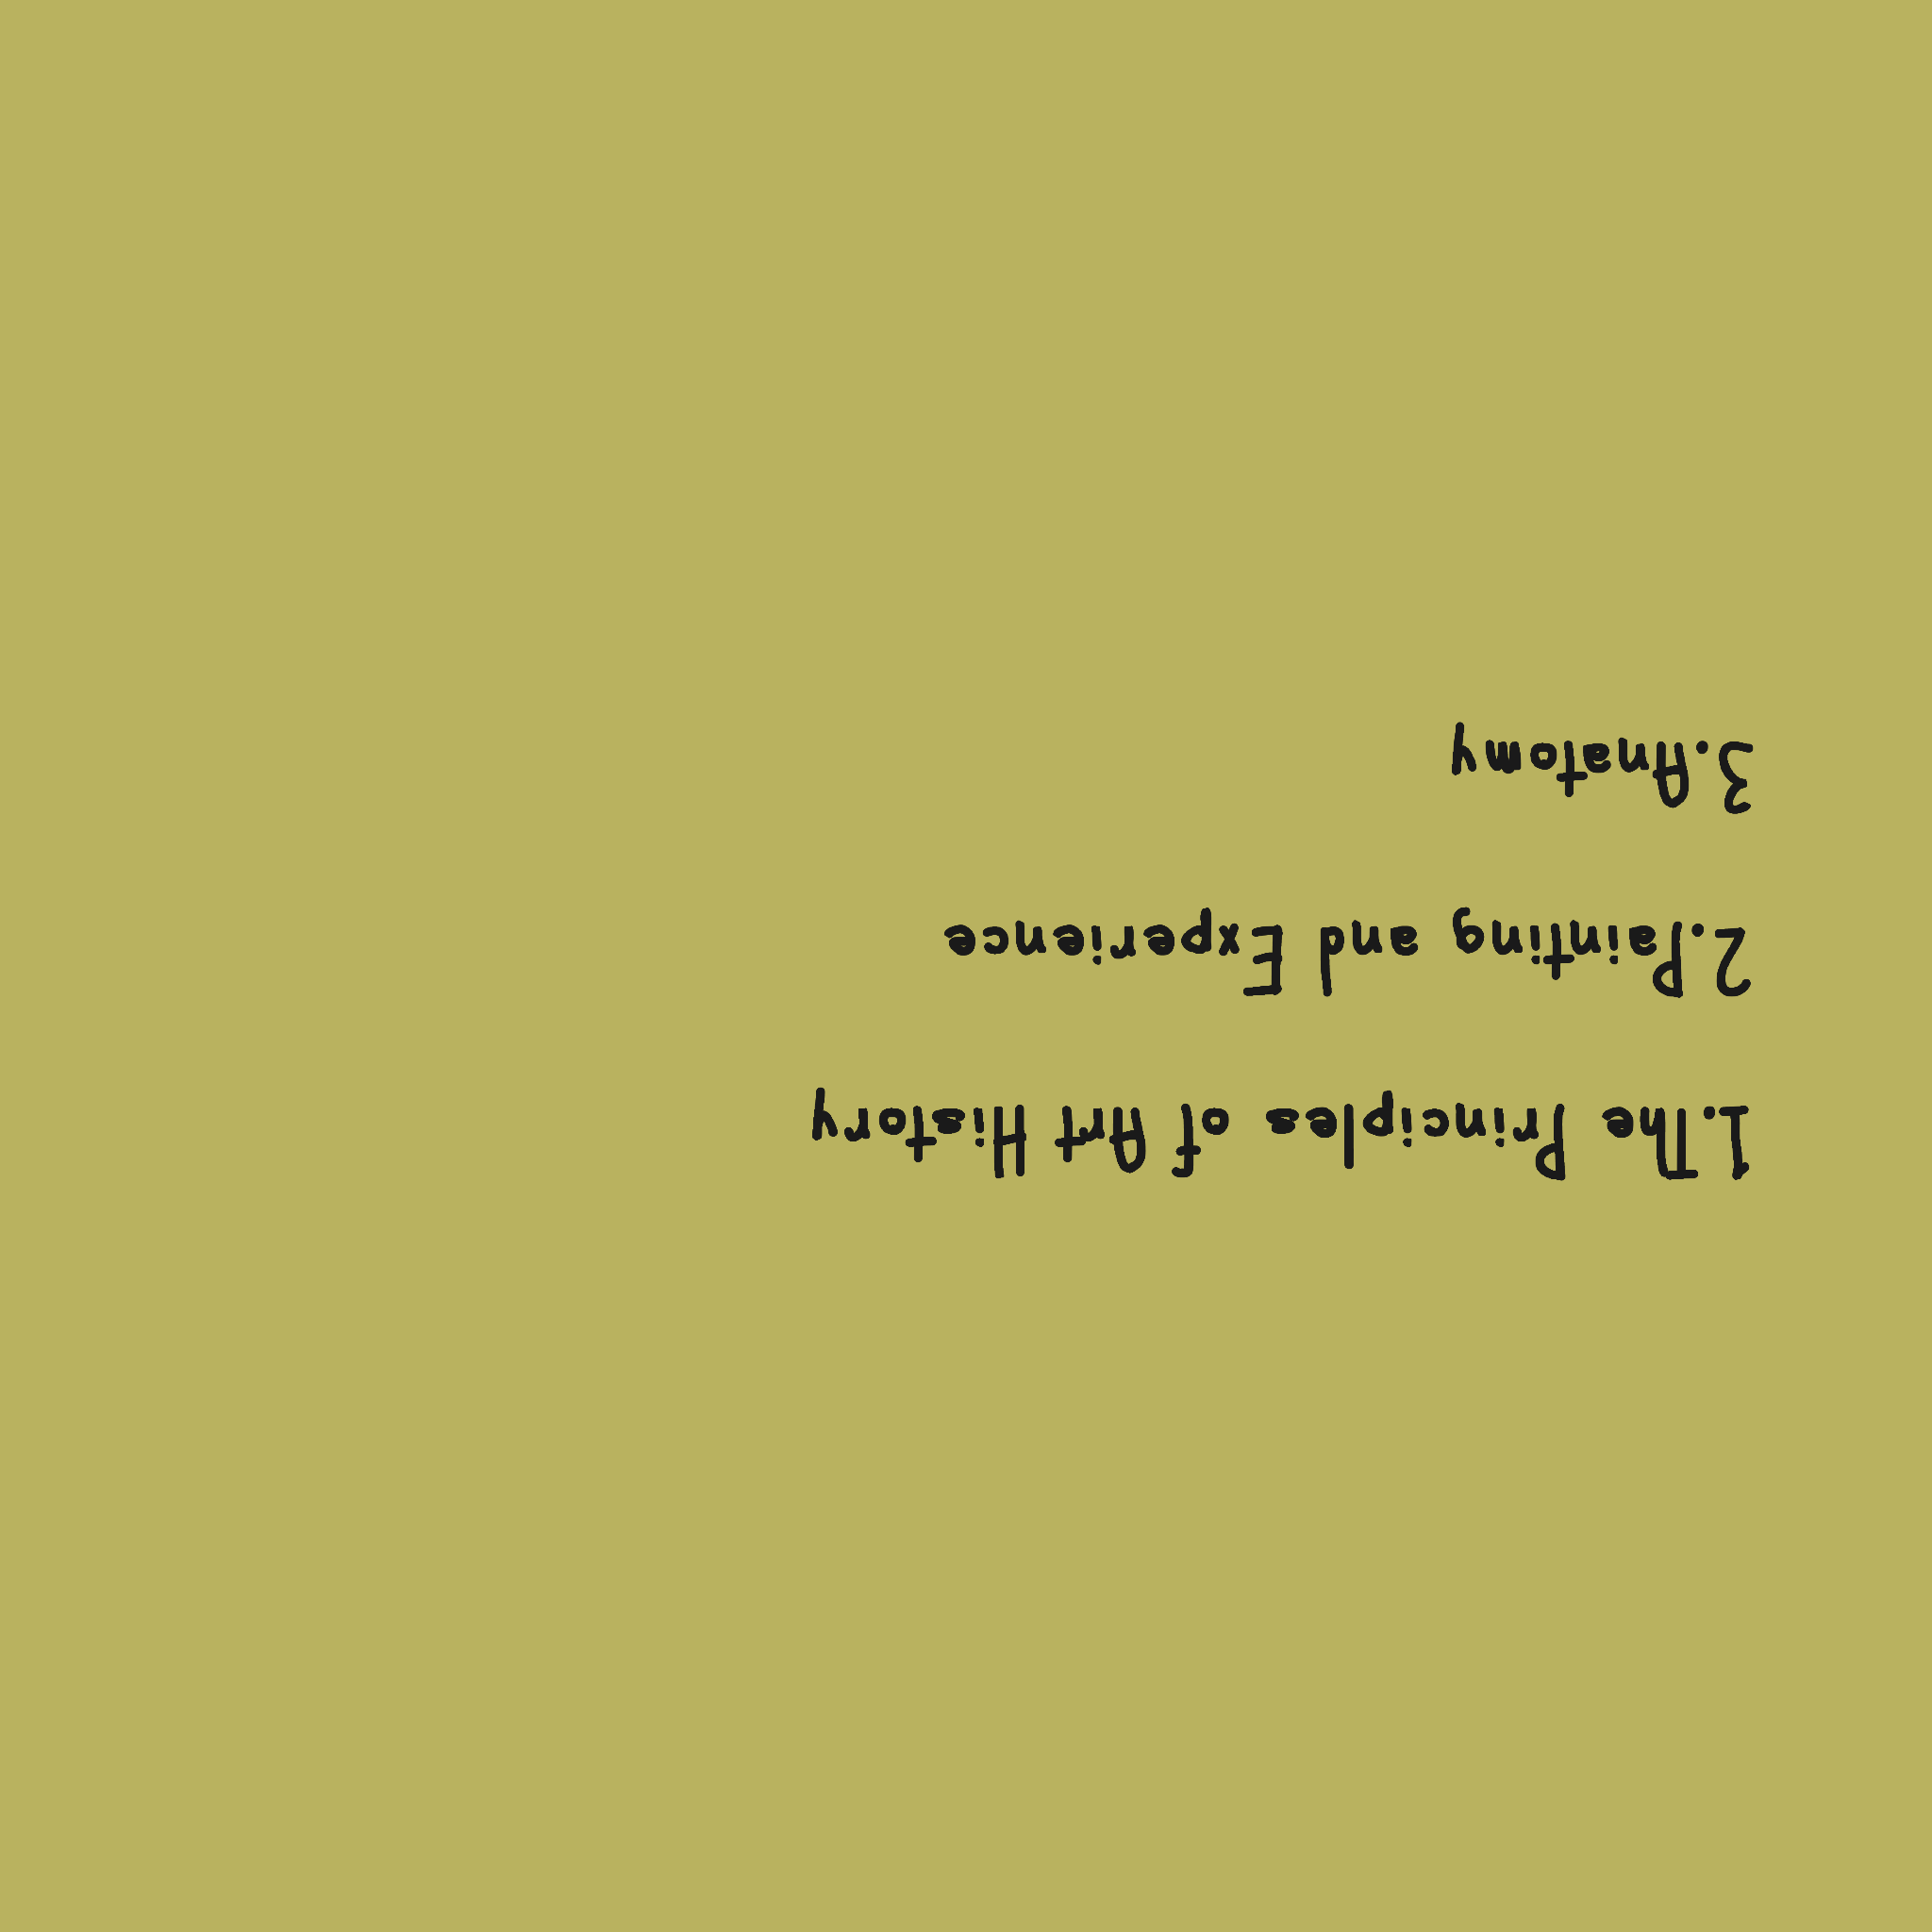 1. The Principles of Art History
2. Painting and Experience
3. Anatomy